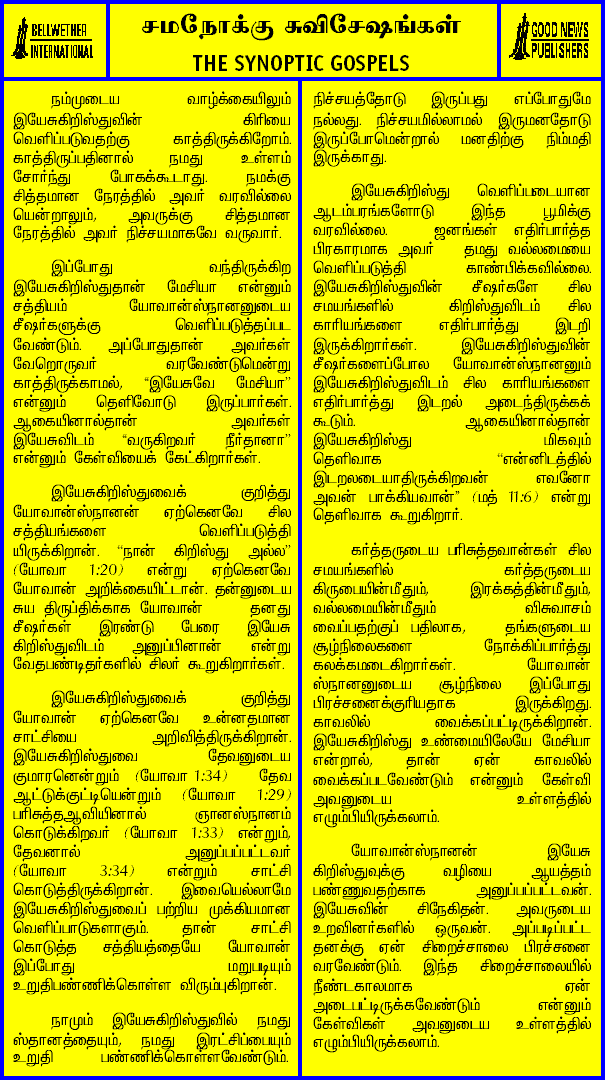 BELLWETHER
INTERNATIONAL
சமநோக்கு சுவிசேஷங்கள்
THE SYNOPTIC GOSPELS
GOOD NEWS
PUBLISHERS
நம்முடைய வாழ்க்கையிலும்
இயேசுகிறிஸ்துவின் கிரியை
வெளிப்படுவதற்கு காத்திருக்கிறோம்.
காத்திருப்பதினால் நமது உள்ளம்
சோர்ந்து போகக்கூடாது. நமக்கு
சித்தமான நேரத்தில் அவர் வரவில்லை
யென்றாலும், அவருக்கு சித்தமான
நேரத்தில் அவர் நிச்சயமாகவே வருவார்.
இப்போது வந்திருக்கிற
இயேசுகிறிஸ்துதான் மேசியா என்னும்
சத்தியம் யோவான்ஸ்நானனுடைய
சீஷர்களுக்கு வெளிப்படுத்தப்பட
வேண்டும். அப்போதுதான் அவர்கள்
வேறொருவர் வரவேண்டுமென்று
காத்திருக்காமல், “இயேசுவே மேசியா”
என்னும் தெளிவோடு இருப்பார்கள்.
ஆகையினால்தான் அவர்கள்
இயேசுவிடம் “வருகிறவர் நீர்தானா”
என்னும் கேள்வியைக் கேட்கிறார்கள்.
இயேசுகிறிஸ்துவைக் குறித்து
யோவான்ஸ்நானன் ஏற்கெனவே சில
சத்தியங்களை வெளிப்படுத்தி
யிருக்கிறான். “நான் கிறிஸ்து அல்ல”
(யோவா 1:20) என்று ஏற்கெனவே
யோவான் அறிக்கையிட்டான். தன்னுடைய
சுய திருப்திக்காக யோவான் தனது
சீஷர்கள் இரண்டு பேரை இயேசு
கிறிஸ்துவிடம் அனுப்பினான் என்று
வேதபண்டிதர்களில் சிலர் கூறுகிறார்கள்.
இயேசுகிறிஸ்துவைக் குறித்து
யோவான் ஏற்கெனவே உன்னதமான
சாட்சியை அறிவித்திருக்கிறான்.
இயேசுகிறிஸ்துவை தேவனுடைய
குமாரனென்றும் (யோவா 1:34) தேவ
ஆட்டுக்குட்டியென்றும் (யோவா 1:29)
பரிசுத்தஆவியினால் ஞானஸ்நானம்
கொடுக்கிறவர் (யோவா 1:33) என்றும்,
தேவனால் அனுப்பப்பட்டவர்
(யோவா 3:34) என்றும் சாட்சி
கொடுத்திருக்கிறான். இவையெல்லாமே
இயேசுகிறிஸ்துவைப் பற்றிய முக்கியமான
வெளிப்பாடுகளாகும். தான் சாட்சி
கொடுத்த சத்தியத்தையே யோவான்
இப்போது மறுபடியும்
உறுதிபண்ணிக்கொள்ள விரும்புகிறான்.
நாமும் இயேசுகிறிஸ்துவில் நமது
ஸ்தானத்தையும், நமது இரட்சிப்பையும்
உறுதி பண்ணிக்கொள்ளவேண்டும்.
நிச்சயத்தோடு இருப்பது எப்போதுமே
நல்லது. நிச்சயமில்லாமல் இருமனதோடு
இருப்போமென்றால் மனதிற்கு நிம்மதி
இருக்காது.
இயேசுகிறிஸ்து வெளிப்படையான
ஆடம்பரங்களோடு இந்த பூமிக்கு
வரவில்லை. ஜனங்கள் எதிர்பார்த்த
பிரகாரமாக அவர் தமது வல்லமையை
வெளிப்படுத்தி காண்பிக்கவில்லை.
இயேசுகிறிஸ்துவின் சீஷர்களே சில
சமயங்களில் கிறிஸ்துவிடம் சில
காரியங்களை எதிர்பார்த்து இடறி
இருக்கிறார்கள். இயேசுகிறிஸ்துவின்
சீஷர்களைப்போல யோவான்ஸ்நானனும்
இயேசுகிறிஸ்துவிடம் சில காரியங்களை
எதிர்பார்த்து இடறல் அடைந்திருக்கக்
கூடும். ஆகையினால்தான்
இயேசுகிறிஸ்து மிகவும்
தெளிவாக “என்னிடத்தில்
இடறலடையாதிருக்கிறவன் எவனோ
அவன் பாக்கியவான்” (மத் 11:6) என்று
தெளிவாக கூறுகிறார்.
கர்த்தருடைய பரிசுத்தவான்கள் சில
சமயங்களில் கர்த்தருடைய
கிருபையின்மீதும், இரக்கத்தின்மீதும்,
வல்லமையின்மீதும் விசுவாசம்
வைப்பதற்குப் பதிலாக, தங்களுடைய
சூழ்நிலைகளை நோக்கிப்பார்த்து
கலக்கமடைகிறார்கள். யோவான்
ஸ்நானனுடைய சூழ்நிலை இப்போது
பிரச்சனைக்குரியதாக இருக்கிறது.
காவலில் வைக்கப்பட்டிருக்கிறான்.
இயேசுகிறிஸ்து உண்மையிலேயே மேசியா
என்றால், தான் ஏன் காவலில்
வைக்கப்படவேண்டும் என்னும் கேள்வி
அவனுடைய உள்ளத்தில்
எழும்பியிருக்கலாம்.
யோவான்ஸ்நானன் இயேசு
கிறிஸ்துவுக்கு வழியை ஆயத்தம்
பண்ணுவதற்காக அனுப்பப்பட்டவன்.
இயேசுவின் சிநேகிதன். அவருடைய
உறவினர்களில் ஒருவன். அப்படிப்பட்ட
தனக்கு ஏன் சிறைச்சாலை பிரச்சனை
வரவேண்டும். இந்த சிறைச்சாலையில்
நீண்டகாலமாக ஏன்
அடைபட்டிருக்கவேண்டும் என்னும்
கேள்விகள் அவனுடைய உள்ளத்தில்
எழும்பியிருக்கலாம்.